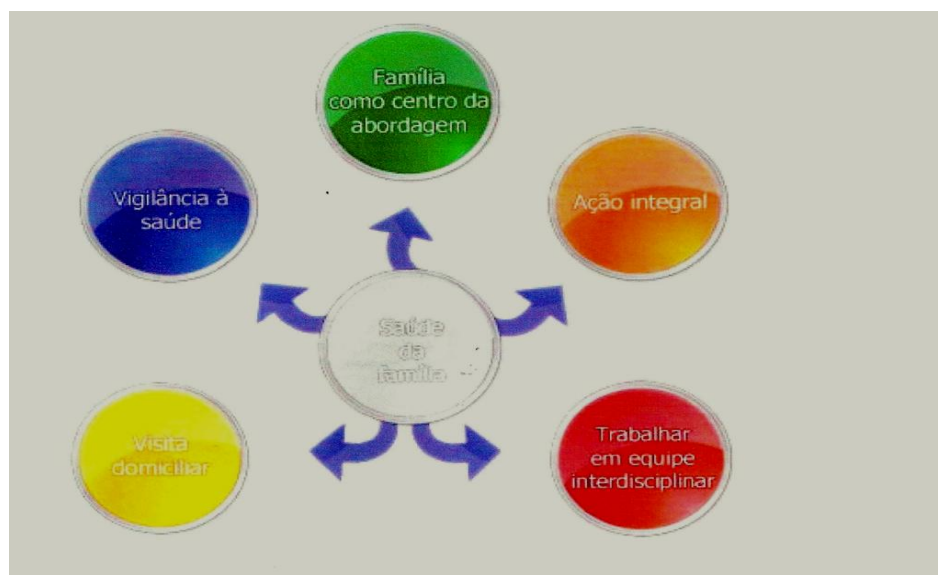 Família
como centro da
abordagem
Vigilância à
saúde
Ação integral
Saúde
da
família
Visita
domiciliar
Trabalhar
em equipe
interdisciplinar